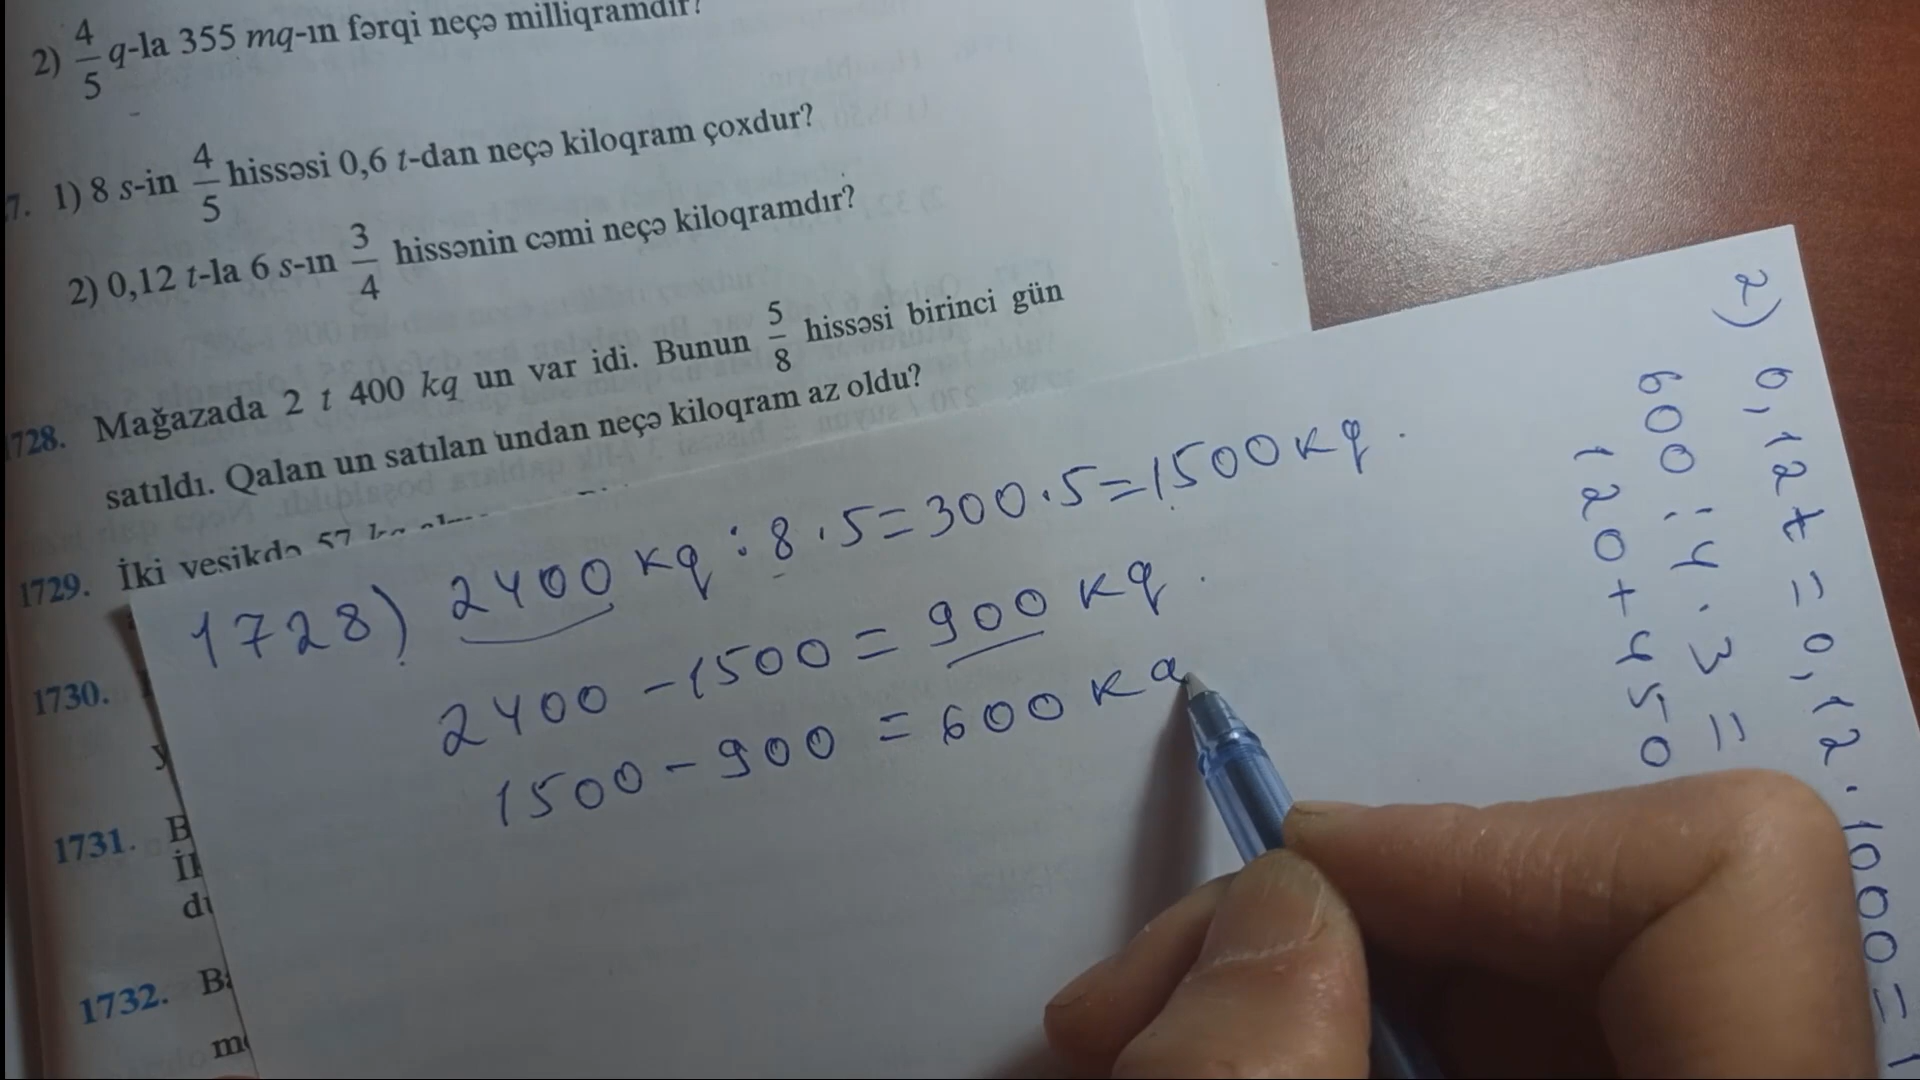 2) 4/5 q-la 355 mq-ın fərqi neçə milliqramdır?
7. 1) 8 s-in 4/5 hissəsi 0,6 t-dan neçə kiloqram çoxdur?
2) 0,12 t-la 6 s-ın 3/4 hissənin cəmi neçə kiloqramdır?
728. Mağazada 2 t 400 kq un var idi. Bunun 5/8 hissəsi birinci gün
satıldı. Qalan un satılan undan neçə kiloqram az oldu?
1729. İki yeşikdə 57
1730.
y
1731. B
dı
1732.
1728) 2400 kq : 8 · 5 = 300 · 5 = 1500 kq.
2400 - 1500 = 900 kq.
1500 - 900 = 600 kq
2) 0,12 t = 0,12 · 1000 = 1
600 : 4 · 3 =
120 + 450